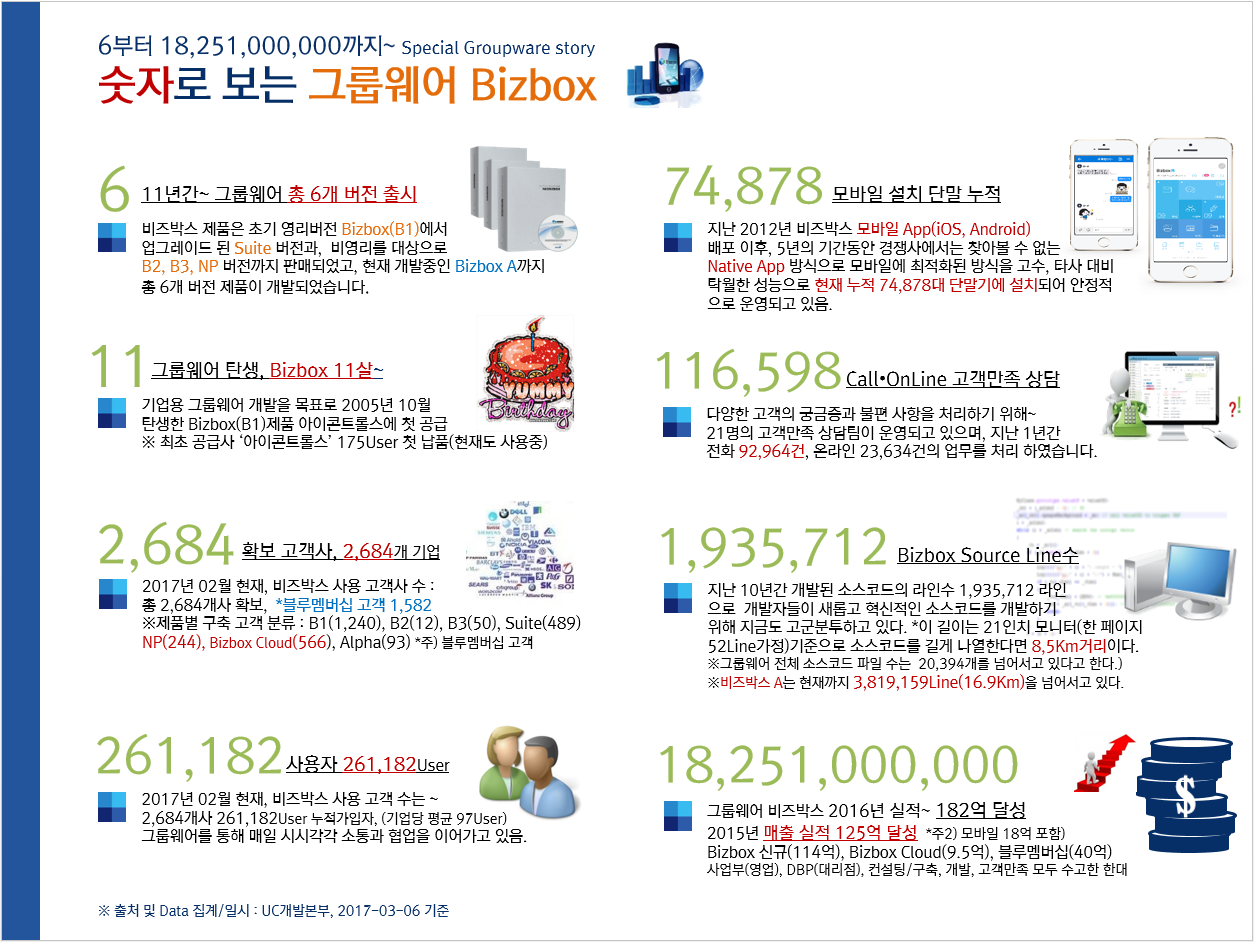 6부터 18,251,000,000까지~ Special Groupware story
숫자로 보는 그룹웨어 Bizbox
6 11년간~ 그룹웨어 총 6개 버전 출시
비즈박스 제품은 초기 영리버전 Bizbox(B1)에서
업그레이드 된 Suite 버전과, 비영리를 대상으로
B2, B3, NP 버전까지 판매되었고, 현재 개발중인 Bizbox A까지
총 6개 버전 제품이 개발되었습니다.
11 그룹웨어 탄생, Bizbox 11살~
기업용 그룹웨어 개발을 목표로 2005년 10월
탄생한 Bizbox(B1)제품 아이콘트롤스에 첫 공급
※ 최초 공급사 '아이콘트롤스' 175User 첫 납품(현재도 사용중)
YUMMY
Birthday
2,684 확보 고객사, 2,684개 기업
2017년 02월 현재, 비즈박스 사용 고객사 수 :
총 2,684개사 확보, *블루멤버십 고객 1,582
※제품별 구축 고객 분류 : B1(1,240), B2(12), B3(50), Suite(489)
NP(244), Bizbox Cloud(566), Alpha(93) *주) 블루멤버십 고객
DELL
IBM
NOKIA
VIACOM
BARCLAYS
AIG
SEARS
citigroup
SK
Allianz Group
261,182 사용자 261,182User
2017년 02월 현재, 비즈박스 사용 고객 수는 ~
2,684개사 261,182User 누적가입자, (기업당 평균 97User)
그룹웨어를 통해 매일 시시각각 소통과 협업을 이어가고 있음.
74,878 모바일 설치 단말 누적
지난 2012년 비즈박스 모바일 App(iOS, Android)
배포 이후, 5년의 기간동안 경쟁사에서는 찾아볼 수 없는
Native App 방식으로 모바일에 최적화된 방식을 고수, 타사 대비
탁월한 성능으로 현재 누적 74,878대 단말기에 설치되어 안정적
으로 운영되고 있음.
Bizbox
116,598 Call•OnLine 고객만족 상담
다양한 고객의 궁금증과 불편 사항을 처리하기 위해~
21명의 고객만족 상담팀이 운영되고 있으며, 지난 1년간
전화 92,964건, 온라인 23,634건의 업무를 처리 하였습니다.
?!
1,935,712 Bizbox Source Line수
지난 10년간 개발된 소스코드의 라인수 1,935,712 라인
으로 개발자들이 새롭고 혁신적인 소스코드를 개발하기
위해 지금도 고군분투하고 있다. *이 길이는 21인치 모니터(한 페이지
52Line가정)기준으로 소스코드를 길게 나열한다면 8,5Km거리이다.
※그룹웨어 전체 소스코드 파일 수는 20,394개를 넘어서고 있다고 한다.)
※비즈박스 A는 현재까지 3,819,159Line(16.9Km)을 넘어서고 있다.
18,251,000,000
그룹웨어 비즈박스 2016년 실적~ 182억 달성
2015년 매출 실적 125억 달성 *주2) 모바일 18억 포함)
Bizbox 신규(114억), Bizbox Cloud(9.5억), 블루멤버십(40억)
사업부(영업), DBP(대리점), 컨설팅/구축, 개발, 고객만족 모두 수고한 한대
$
※ 출처 및 Data 집계/일시 : UC개발본부, 2017-03-06 기준